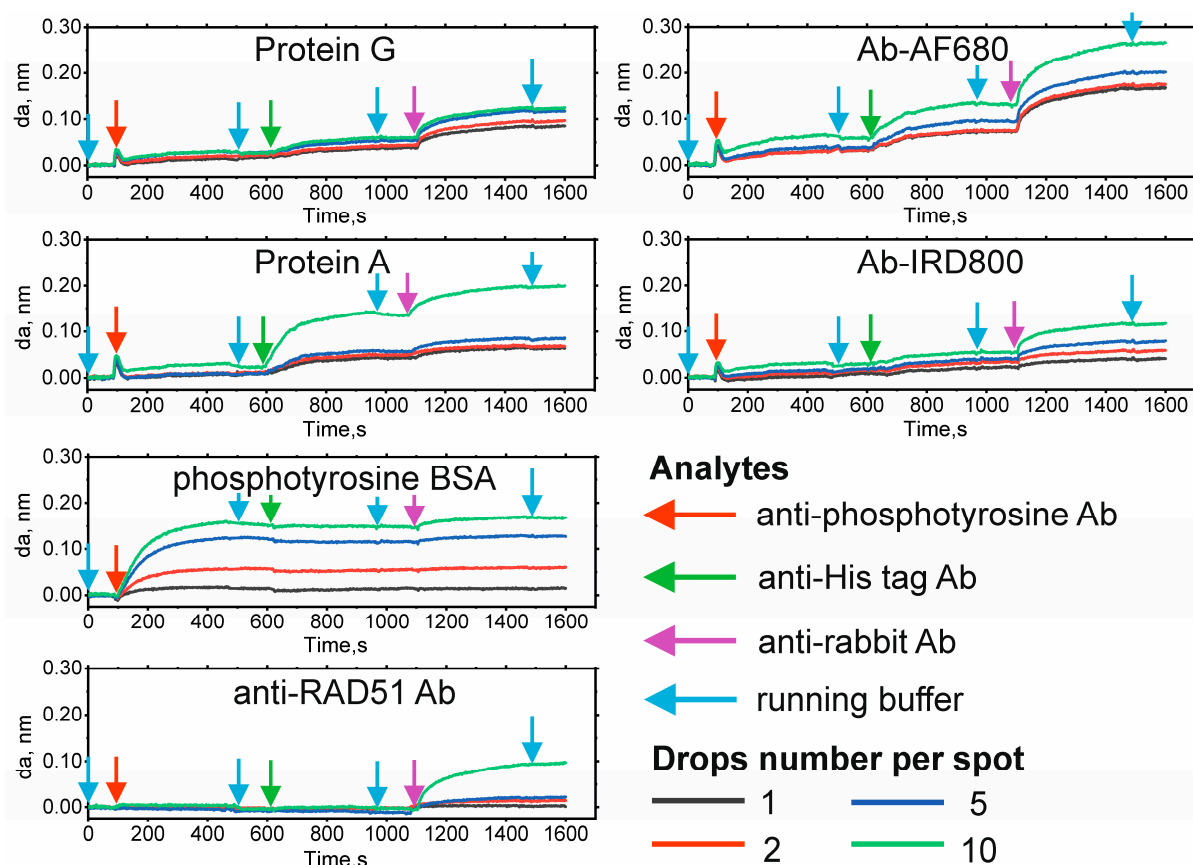 Protein G
da, nm
0.30
0.20
0.10
0.00
0 200 400 600 800 1000 1200 1400 1600
Time,s
Ab-AF680
da, nm
0.30
0.20
0.10
0.00
0 200 400 600 800 1000 1200 1400 1600
Time,s
Protein A
da, nm
0.30
0.20
0.10
0.00
0 200 400 600 800 1000 1200 1400 1600
Time,s
Ab-IRD800
da, nm
0.30
0.20
0.10
0.00
0 200 400 600 800 1000 1200 1400 1600
Time,s
phosphotyrosine BSA
da, nm
0.30
0.20
0.10
0.00
0 200 400 600 800 1000 1200 1400 1600
Time,s
anti-RAD51 Ab
da, nm
0.30
0.20
0.10
0.00
0 200 400 600 800 1000 1200 1400 1600
Time,s
Analytes
anti-phosphotyrosine Ab
anti-His tag Ab
anti-rabbit Ab
running buffer
Drops number per spot
1 5
2 10